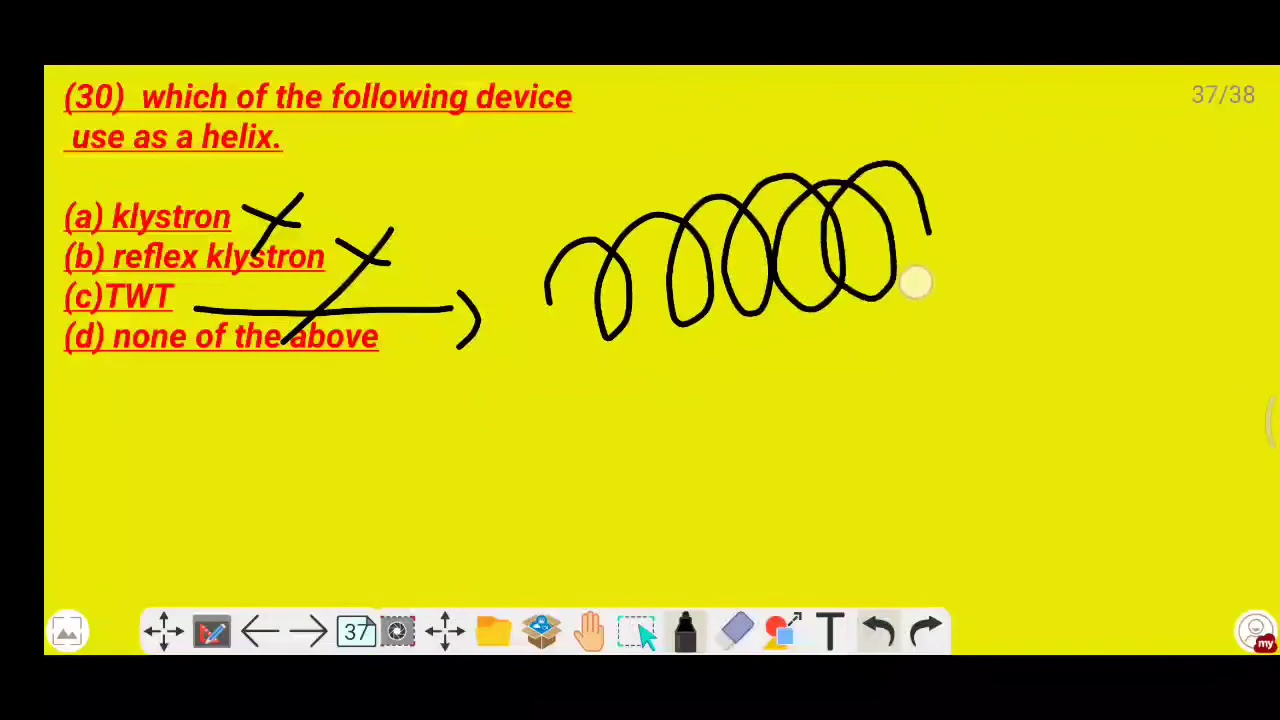 (30) which of the following device
use as a helix.
37/38
(a) klystron
(b) reflex klystron
(c)TWT
(d) none of the above
37
T
my